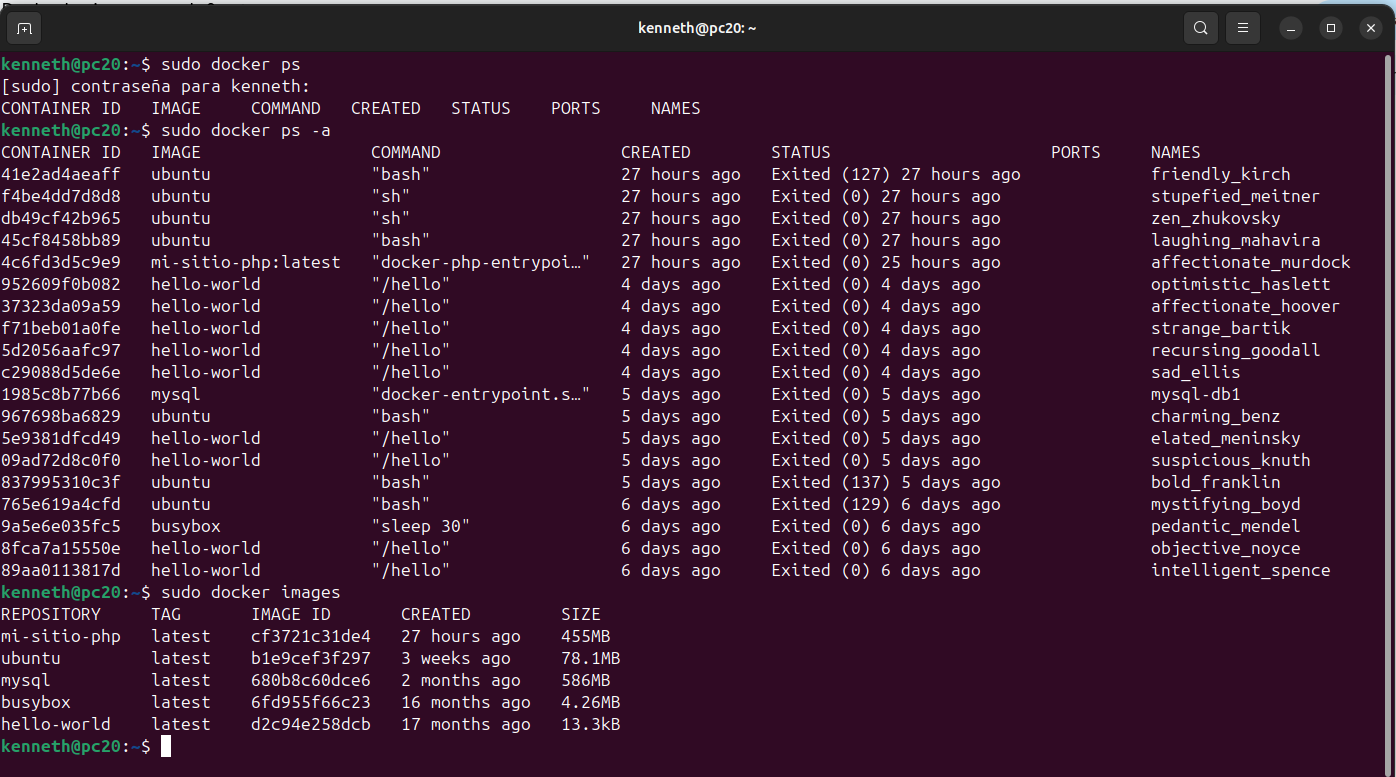 kenneth@pc20: ~
kenneth@pc20:~$ sudo docker ps
[sudo] contraseña para kenneth:
CONTAINER ID   IMAGE     COMMAND   CREATED   STATUS    PORTS     NAMES
kenneth@pc20:~$ sudo docker ps -a
CONTAINER ID   IMAGE                 COMMAND                  CREATED        STATUS                      PORTS     NAMES
41e2ad4aeaff   ubuntu                "bash"                   27 hours ago   Exited (127) 27 hours ago             friendly_kirch
f4be4dd7d8d8   ubuntu                "sh"                     27 hours ago   Exited (0) 27 hours ago               stupefied_meitner
db49cf42b965   ubuntu                "sh"                     27 hours ago   Exited (0) 27 hours ago               zen_zhukovsky
45cf8458bb89   ubuntu                "bash"                   27 hours ago   Exited (0) 27 hours ago               laughing_mahavira
4c6fd3d5c9e9   mi-sitio-php:latest   "docker-php-entrypoi…"   27 hours ago   Exited (0) 25 hours ago               affectionate_murdock
952609f0b082   hello-world           "/hello"                 4 days ago     Exited (0) 4 days ago                 optimistic_haslett
37323da09a59   hello-world           "/hello"                 4 days ago     Exited (0) 4 days ago                 affectionate_hoover
f71beb01a0fe   hello-world           "/hello"                 4 days ago     Exited (0) 4 days ago                 strange_bartik
5d2056aafc97   hello-world           "/hello"                 4 days ago     Exited (0) 4 days ago                 recursing_goodall
c29088d5de6e   hello-world           "/hello"                 4 days ago     Exited (0) 4 days ago                 sad_ellis
1985c8b77b66   mysql                 "docker-entrypoint.s…"   5 days ago     Exited (0) 5 days ago                 mysql-db1
967698ba6829   ubuntu                "bash"                   5 days ago     Exited (0) 5 days ago                 charming_benz
5e9381dfcd49   hello-world           "/hello"                 5 days ago     Exited (0) 5 days ago                 elated_meninsky
09ad72d8c0f0   hello-world           "/hello"                 5 days ago     Exited (0) 5 days ago                 suspicious_knuth
837995310c3f   ubuntu                "bash"                   5 days ago     Exited (137) 5 days ago               bold_franklin
765e619a4cfd   ubuntu                "bash"                   6 days ago     Exited (129) 6 days ago               mystifying_boyd
9a5e6e035fc5   busybox               "sleep 30"               6 days ago     Exited (0) 6 days ago                 pedantic_mendel
8fca7a15550e   hello-world           "/hello"                 6 days ago     Exited (0) 6 days ago                 objective_noyce
89aa0113817d   hello-world           "/hello"                 6 days ago     Exited (0) 6 days ago                 intelligent_spence
kenneth@pc20:~$ sudo docker images
REPOSITORY     TAG       IMAGE ID       CREATED         SIZE
mi-sitio-php   latest    cf3721c31de4   27 hours ago    455MB
ubuntu         latest    b1e9cef3f297   3 weeks ago     78.1MB
mysql          latest    680b8c60dce6   2 months ago    586MB
busybox        latest    6fd955f66c23   16 months ago   4.26MB
hello-world    latest    d2c94e258dcb   17 months ago   13.3kB
kenneth@pc20:~$